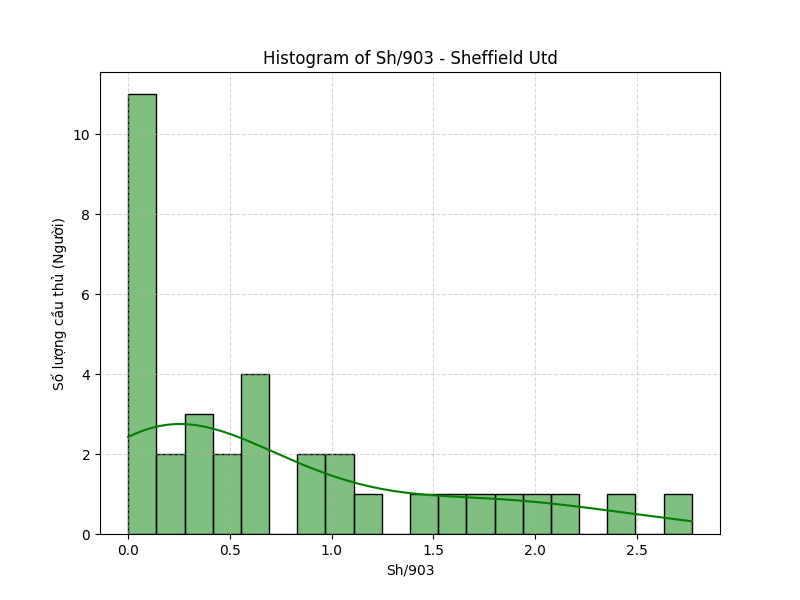 Histogram of Sh/903 - Sheffield Utd
Số lượng cầu thủ (Người)
10
8
6
4
2
0
0.0 0.5 1.0 1.5 2.0 2.5
Sh/903